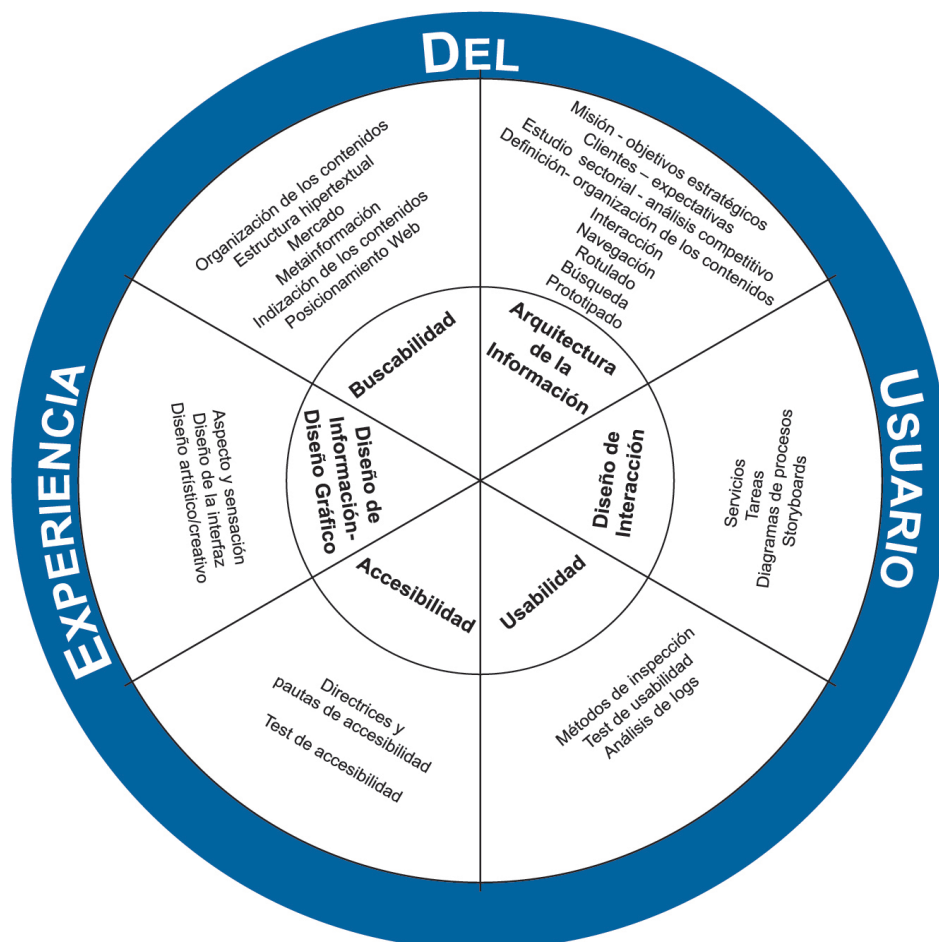 EXPERIENCIA
DEL
USUARIO
Organización de los contenidos
Estructura hipertextual
Mercado
Metainformación
Indización de los contenidos
Posicionamiento Web
Buscabilidad
Misión - objetivos estratégicos
Clientes – expectativas
Estudio sectorial - análisis competitivo
Definición- organización de los contenidos
Interacción
Navegación
Rotulado
Búsqueda
Prototipado
Arquitectura
de la
Información
Servicios
Tareas
Diagramas de procesos
Storyboards
Diseño de
Interacción
Usabilidad
Métodos de inspección
Test de usabilidad
Análisis de logs
Accesibilidad
Directrices y
pautas de accesibilidad
Test de accesibilidad
Diseño de
Información-
Diseño Gráfico
Aspecto y sensación
Diseño de la interfaz
Diseño artístico/creativo